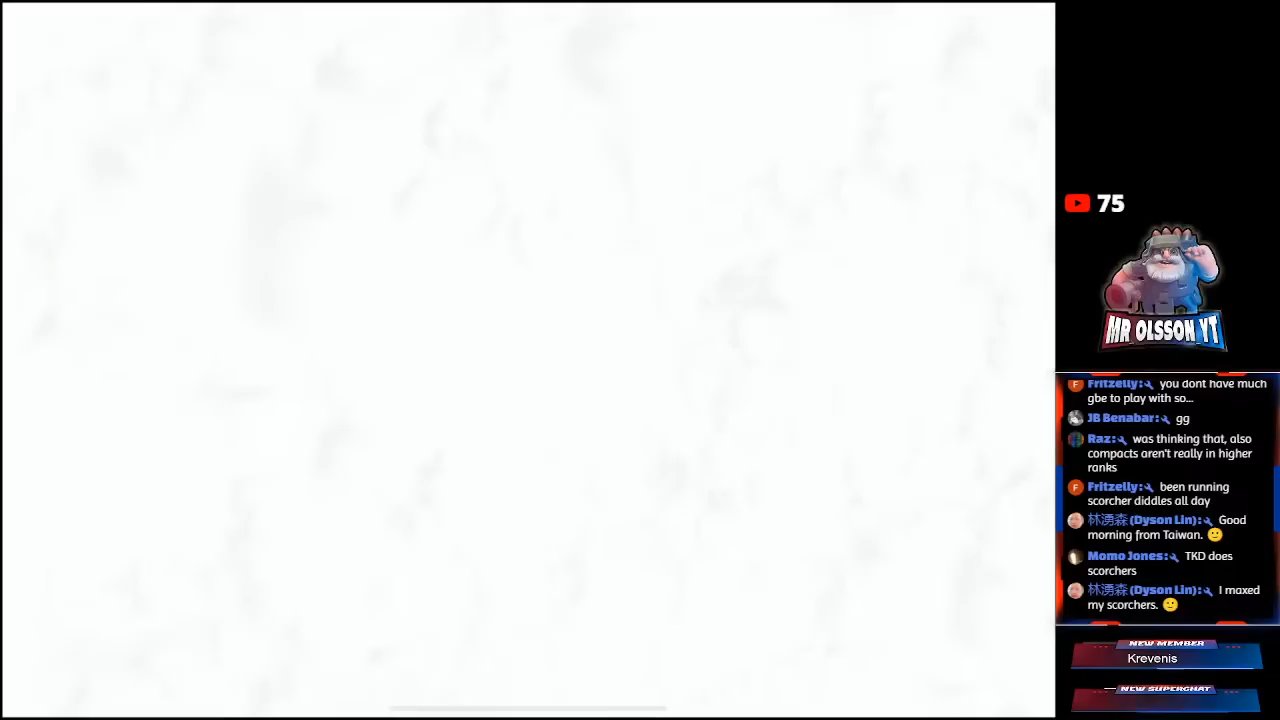 75
MR OLSSON YT
Fritzelly: you dont have much
gbe to play with so...
JB Benabar: gg
Raz: was thinking that, also
compacts aren't really in higher
ranks
Fritzelly: been running
scorcher diddles all day
林湧森(Dyson Lin): Good
morning from Taiwan. 🙂
Momo Jones: TKD does
scorchers
林湧森(Dyson Lin): I maxed
my scorchers. 🙂
NEW MEMBER
Krevenis
NEW SUPERCHAT